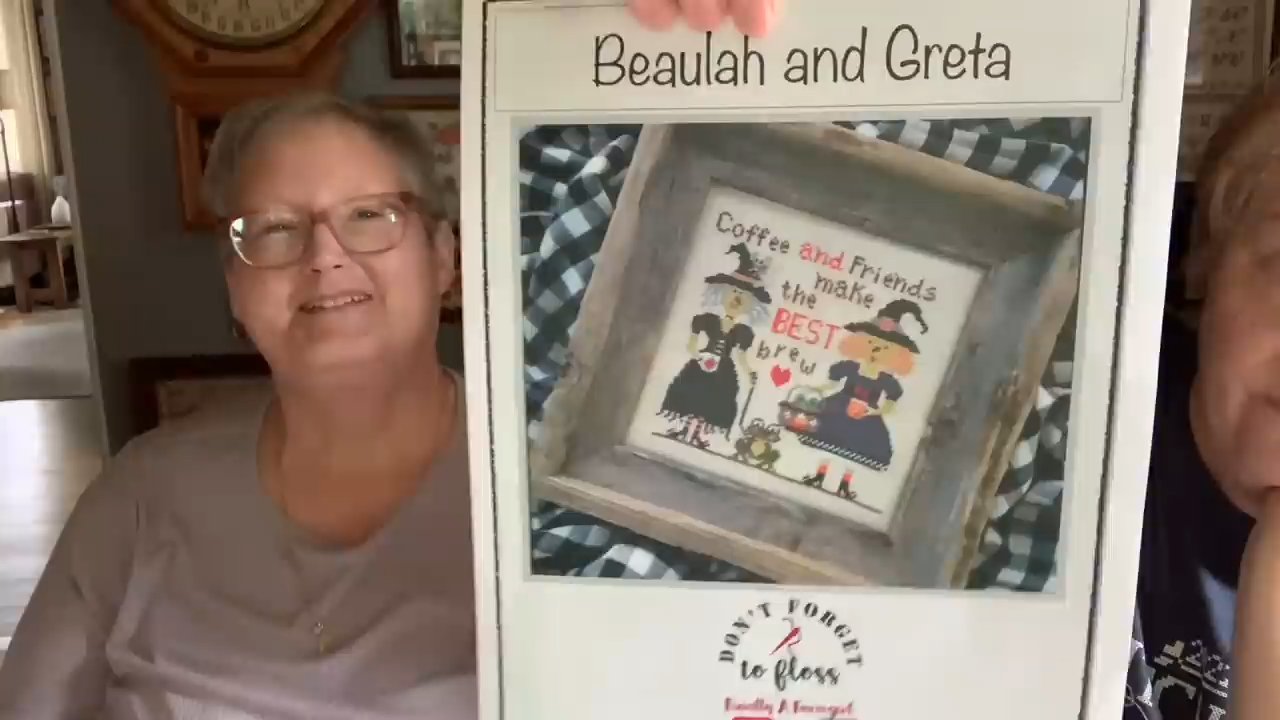 Beaulah and Greta
Coffee and Friends
make
the
BEST
brew
DON'T FORGET
to floss